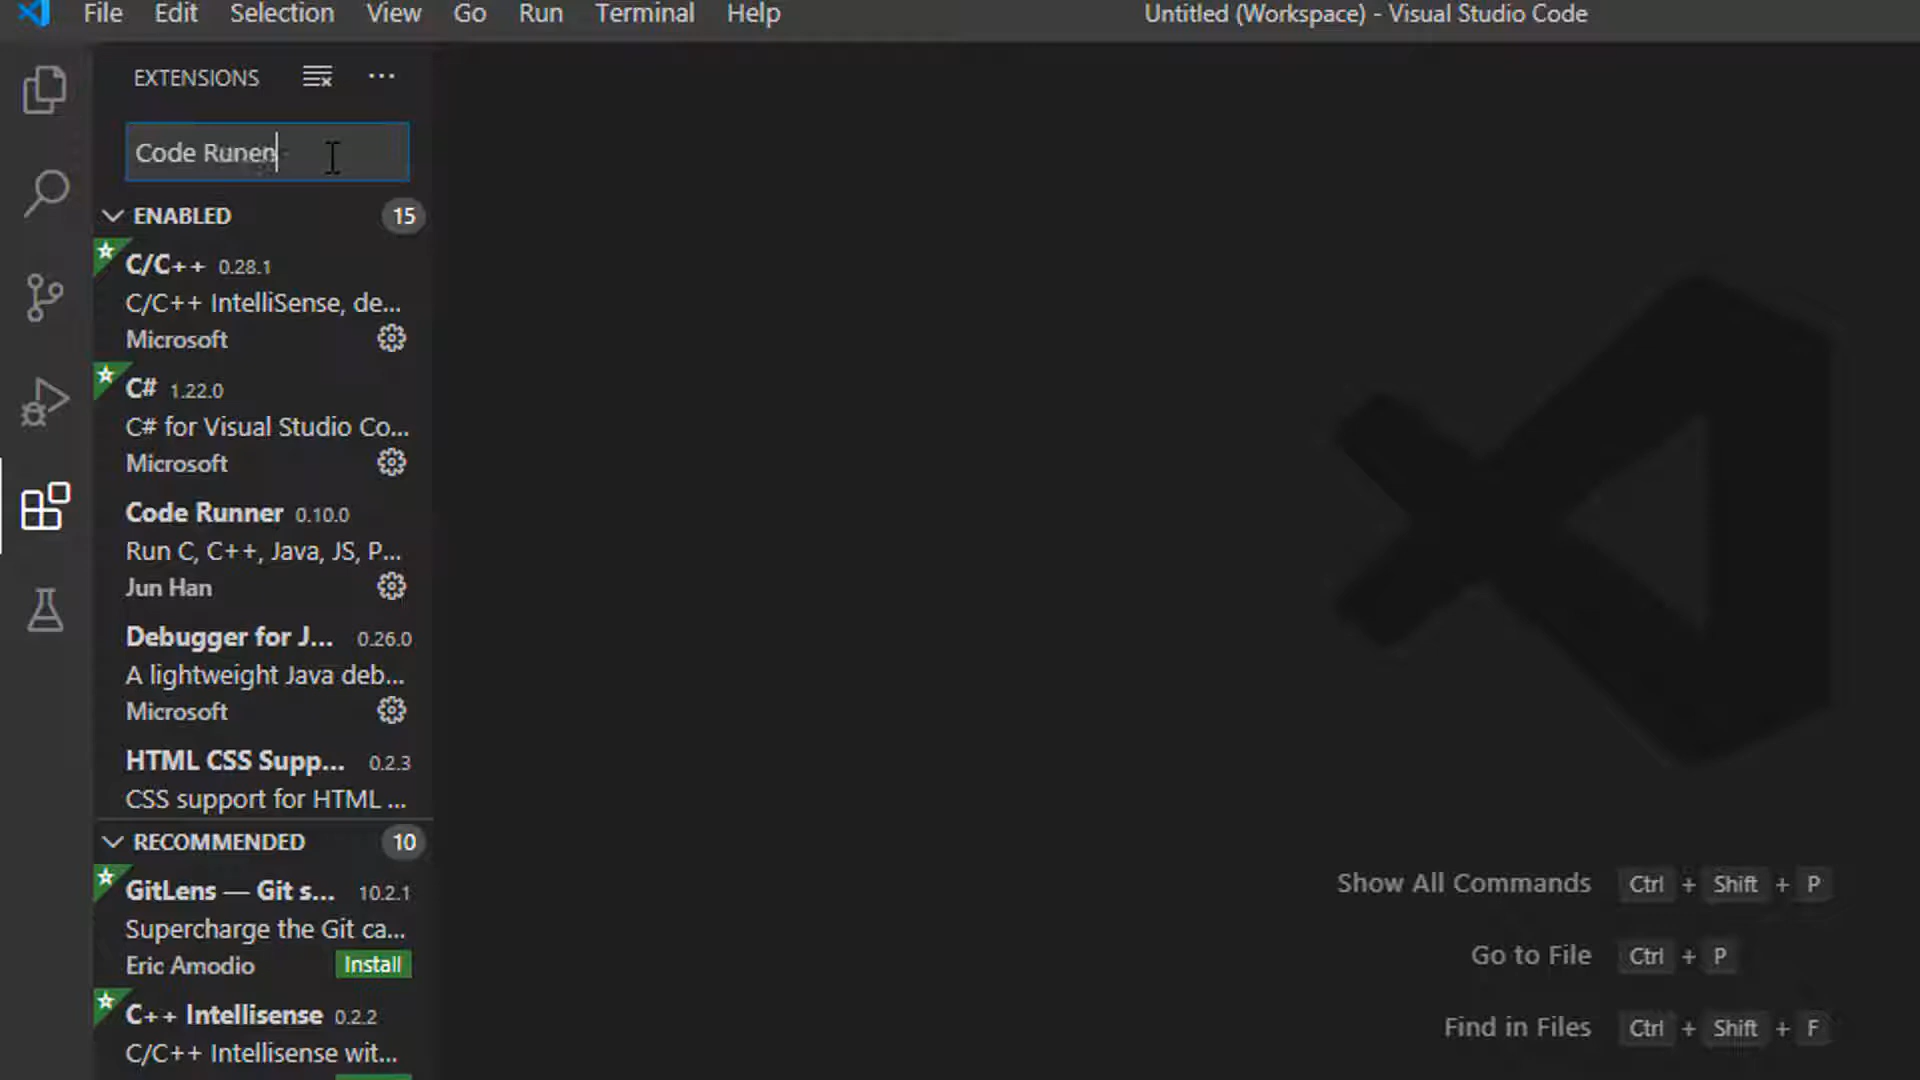 File Edit Selection View Go Run Terminal Help
Untitled (Workspace) - Visual Studio Code
EXTENSIONS
Code Runen
ENABLED 15
C/C++ 0.28.1
C/C++ IntelliSense, de...
Microsoft
C# 1.22.0
C# for Visual Studio Co...
Microsoft
Code Runner 0.10.0
Run C, C++, Java, JS, P...
Jun Han
Debugger for J... 0.26.0
A lightweight Java deb...
Microsoft
HTML CSS Supp... 0.2.3
CSS support for HTML ...
RECOMMENDED 10
GitLens — Git s... 10.2.1
Supercharge the Git ca...
Eric Amodio Install
C++ Intellisense 0.2.2
C/C++ Intellisense wit...
Show All Commands Ctrl + Shift + P
Go to File Ctrl + P
Find in Files Ctrl + Shift + F